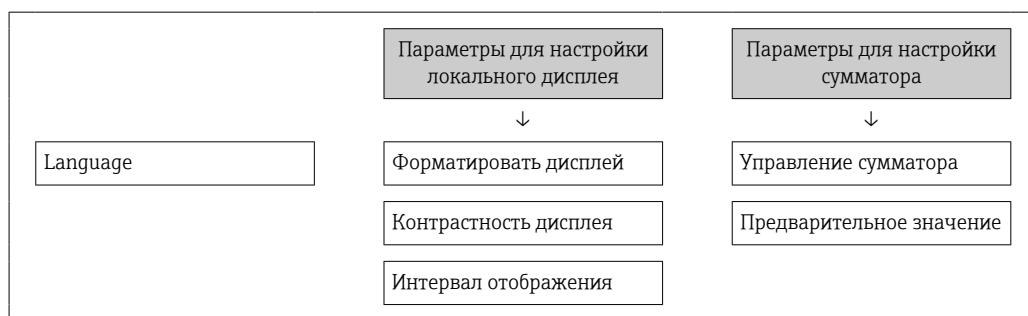 Параметры для настройки
локального дисплея
Параметры для настройки
сумматора
↓
↓
Language
Форматировать дисплей
Управление сумматора
Контрастность дисплея
Предварительное значение
Интервал отображения